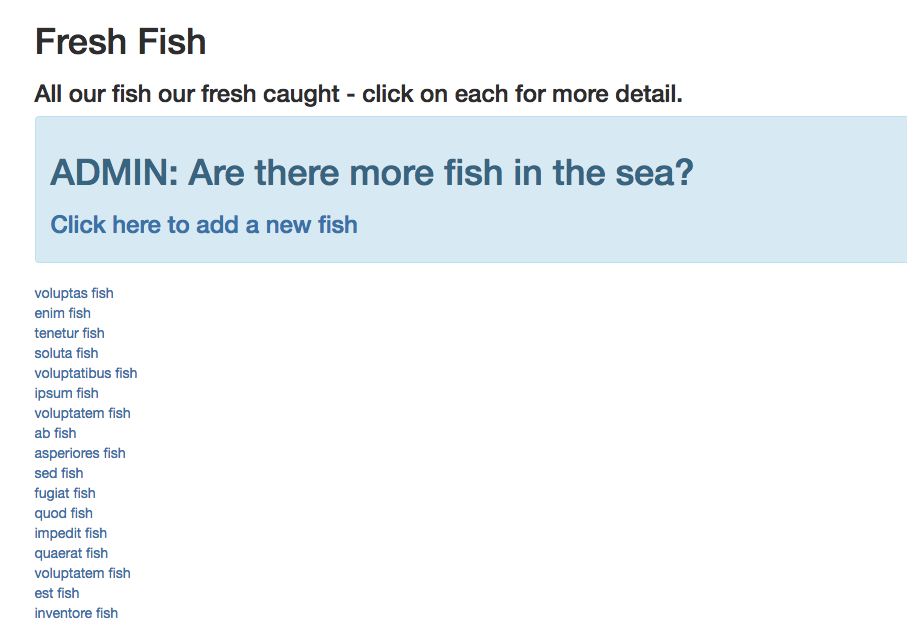 Fresh Fish
All our fish our fresh caught - click on each for more detail.
ADMIN: Are there more fish in the sea?
Click here to add a new fish
voluptas fish
enim fish
tenetur fish
soluta fish
voluptatibus fish
ipsum fish
voluptatem fish
ab fish
asperiores fish
sed fish
fugiat fish
quod fish
impedit fish
quaerat fish
voluptatem fish
est fish
inventore fish